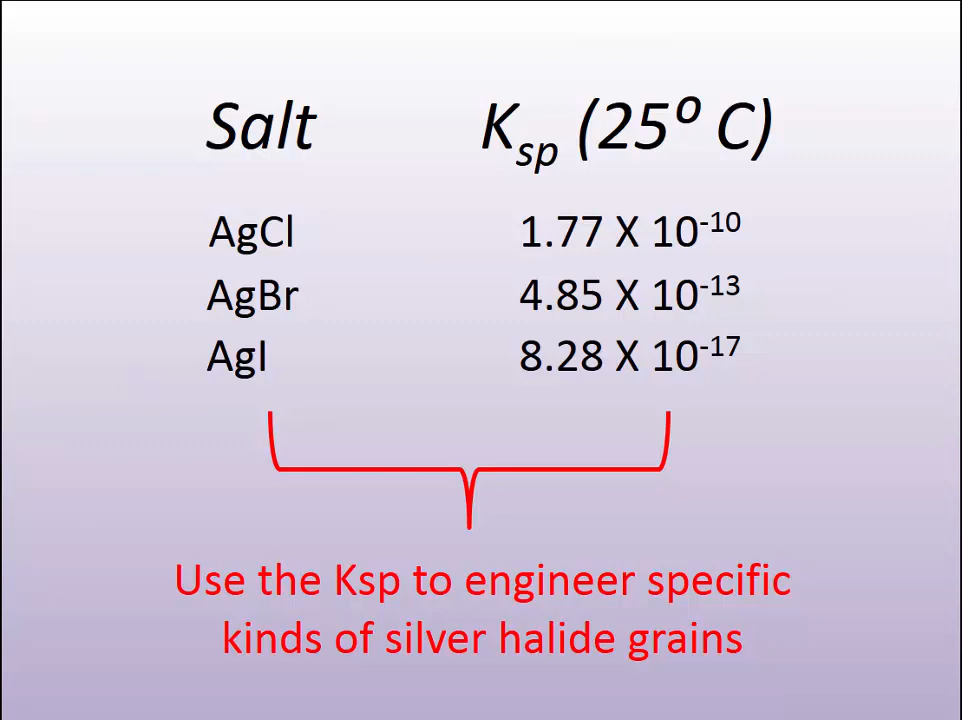 Salt Ksp (25º C)
AgCl 1.77 X 10⁻¹⁰
AgBr 4.85 X 10⁻¹³
AgI 8.28 X 10⁻¹⁷
Use the Ksp to engineer specific
kinds of silver halide grains